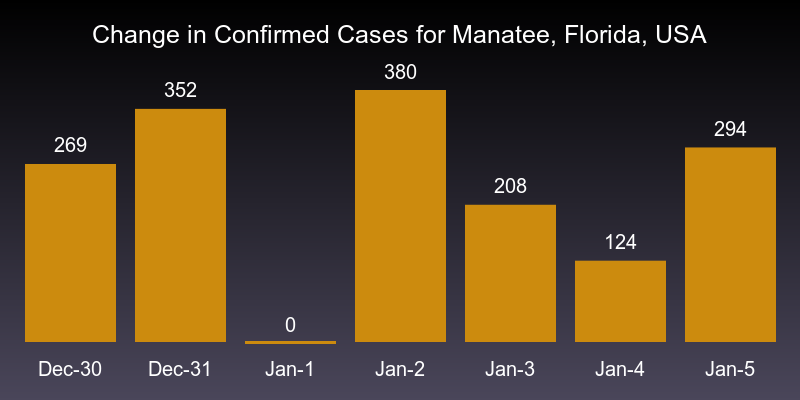 Change in Confirmed Cases for Manatee, Florida, USA
269
352
0
380
208
124
294
Dec-30
Dec-31
Jan-1
Jan-2
Jan-3
Jan-4
Jan-5